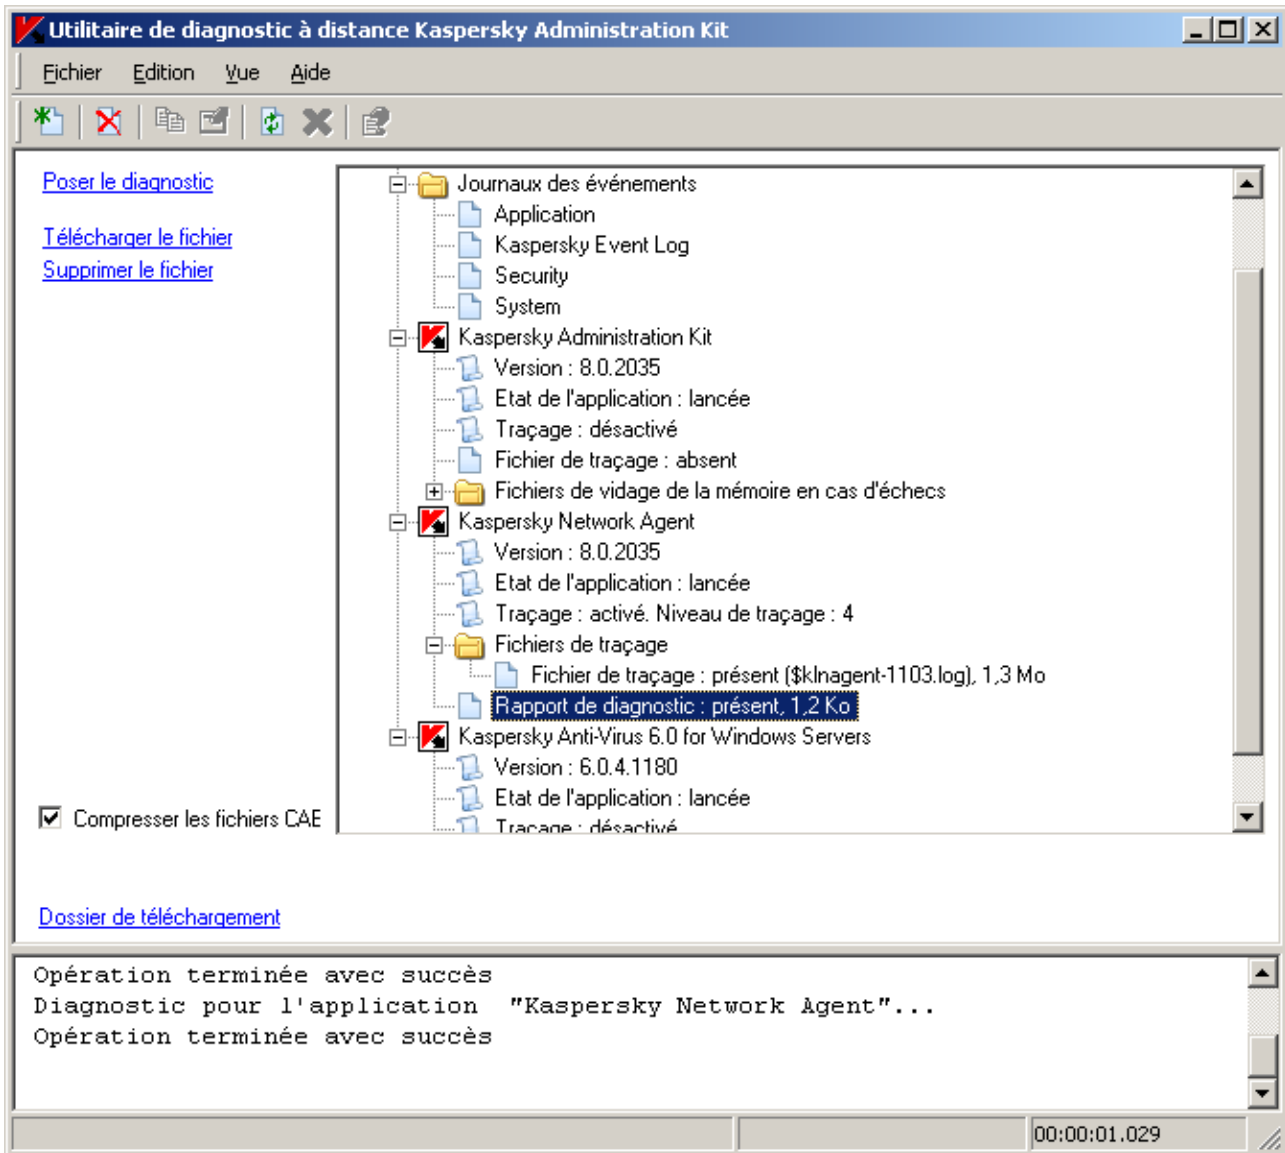 Utilitaire de diagnostic à distance Kaspersky Administration Kit
Fichier Edition Vue Aide
Poser le diagnostic
Télécharger le fichier
Supprimer le fichier
Journaux des événements
Application
Kaspersky Event Log
Security
System
Kaspersky Administration Kit
Version : 8.0.2035
Etat de l'application : lancée
Traçage : désactivé
Fichier de traçage : absent
Fichiers de vidage de la mémoire en cas d'échecs
Kaspersky Network Agent
Version : 8.0.2035
Etat de l'application : lancée
Traçage : activé. Niveau de traçage : 4
Fichiers de traçage
Fichier de traçage : présent ($klnagent-1103.log), 1,3 Mo
Rapport de diagnostic : présent, 1,2 Ko
Kaspersky Anti-Virus 6.0 for Windows Servers
Version : 6.0.4.1180
Etat de l'application : lancée
Traçage : désactivé
Compresser les fichiers CAE
Dossier de téléchargement
Opération terminée avec succès
Diagnostic pour l'application "Kaspersky Network Agent"...
Opération terminée avec succès
00:00:01.029